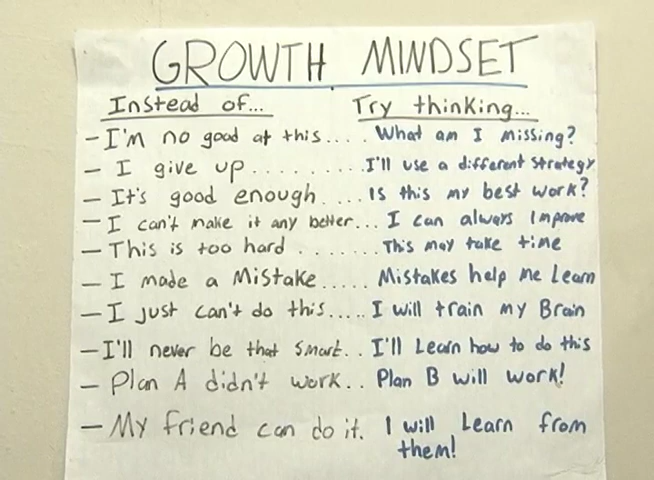 GROWTH MINDSET
Instead of... Try thinking...
- I'm no good at this.... What am I missing?
- I give up......... I'll use a different strategy
- It's good enough.... Is this my best work?
- I can't make it any better... I can always Improve
- This is too hard....... This may take time
- I made a Mistake..... Mistakes help me Learn
- I just can't do this..... I will train my Brain
- I'll never be that smart.. I'll Learn how to do this
- Plan A didn't work.. Plan B will work!
- My friend can do it. I will Learn from
them!